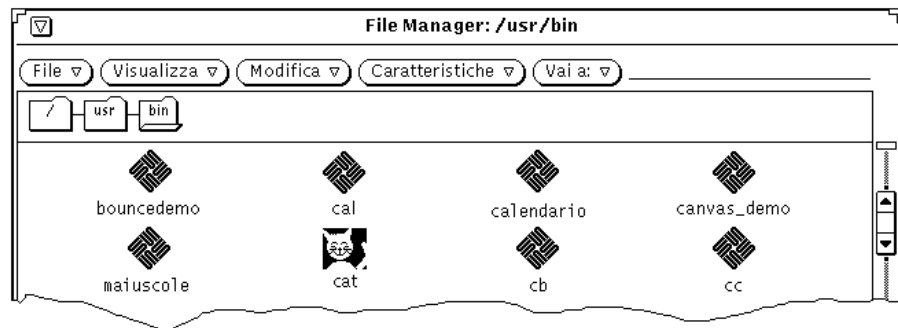 File Manager: /usr/bin
File Visualizza Modifica Caratteristiche Vai a:
/ usr bin
bouncedemo cal calendario canvas_demo
maiuscole cat cb cc